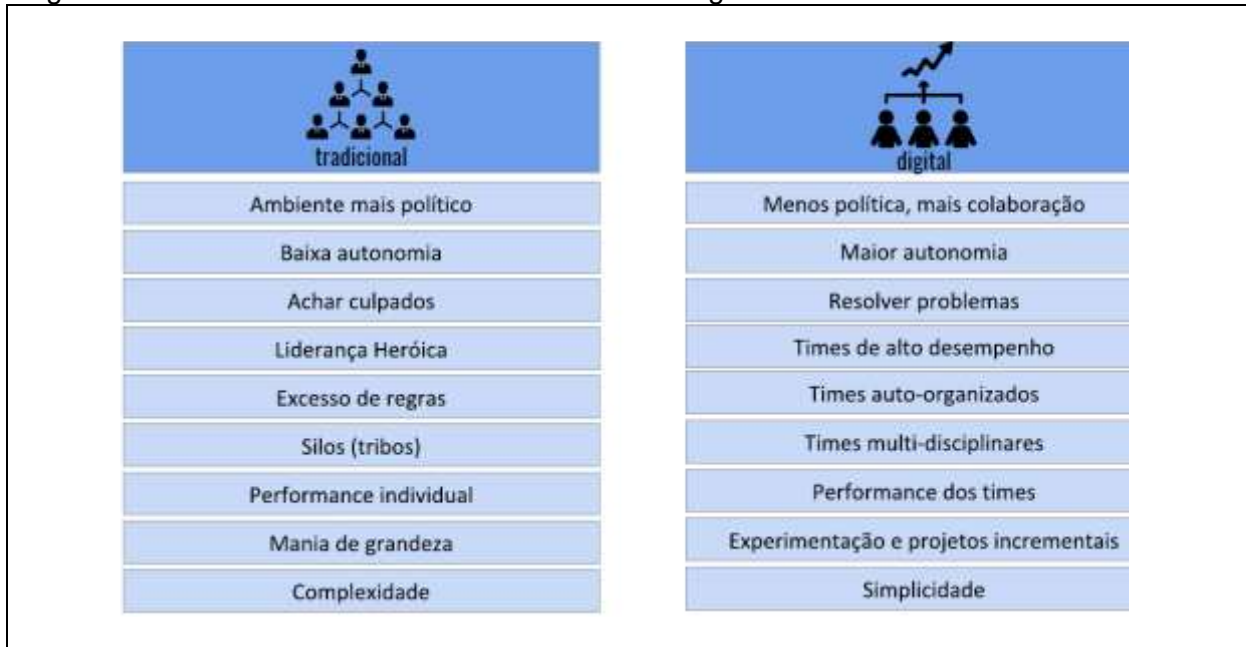 tradicional
Ambiente mais político
Baixa autonomia
Achar culpados
Liderança Heróica
Excesso de regras
Silos (tribos)
Performance individual
Mania de grandeza
Complexidade
digital
Menos política, mais colaboração
Maior autonomia
Resolver problemas
Times de alto desempenho
Times auto-organizados
Times multi-disciplinares
Performance dos times
Experimentação e projetos incrementais
Simplicidade